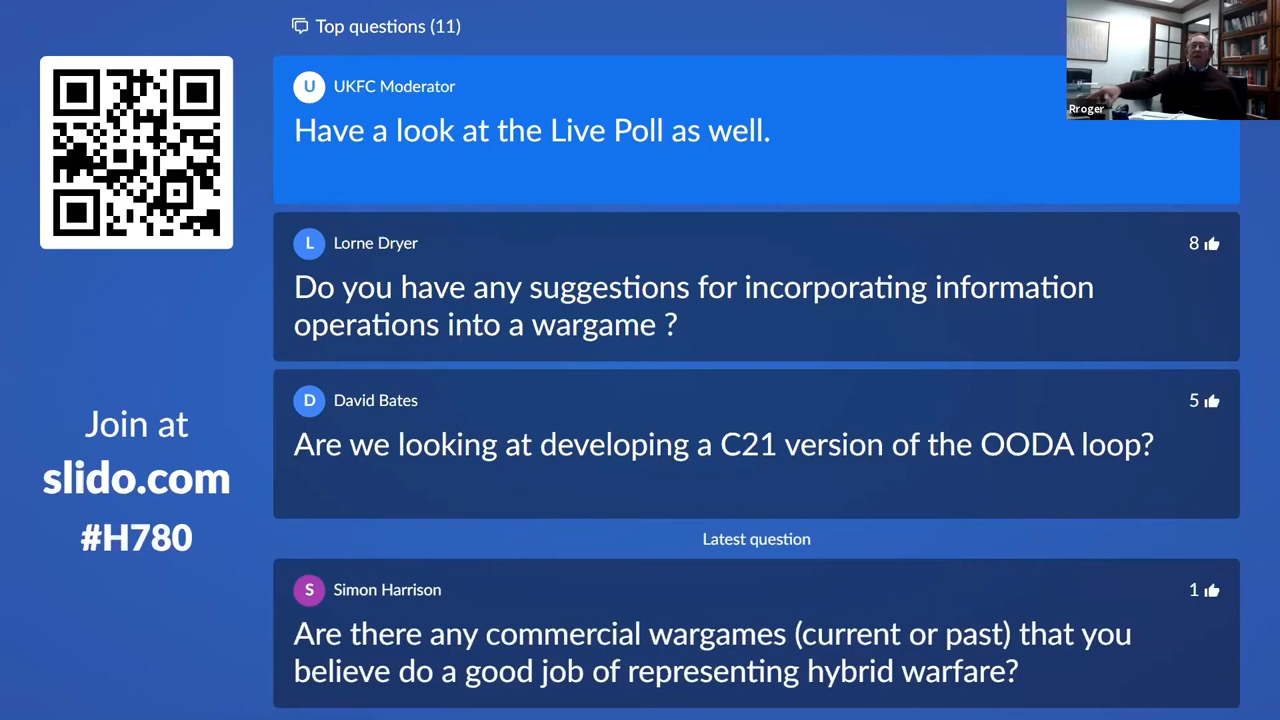 Top questions (11)
Rroger
U UKFC Moderator
Have a look at the Live Poll as well.
L Lorne Dryer 8
Do you have any suggestions for incorporating information
operations into a wargame ?
D David Bates 5
Are we looking at developing a C21 version of the OODA loop?
Join at
slido.com
#H780
Latest question
S Simon Harrison 1
Are there any commercial wargames (current or past) that you
believe do a good job of representing hybrid warfare?